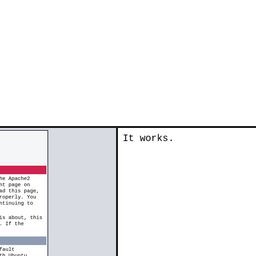 he Apache2
nt page on
ad this page,
roperly. You
ntinuing to
is about, this
. If the
fault
th Ubuntu
It works.